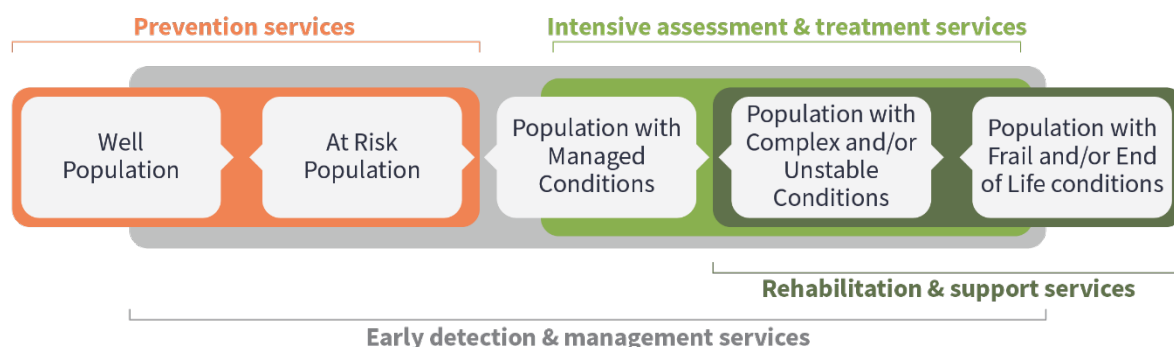 Prevention services
Intensive assessment & treatment services
Well
Population
At Risk
Population
Population with
Managed
Conditions
Population with
Complex and/or
Unstable
Conditions
Population with
Frail and/or End
of Life conditions
Rehabilitation & support services
Early detection & management services